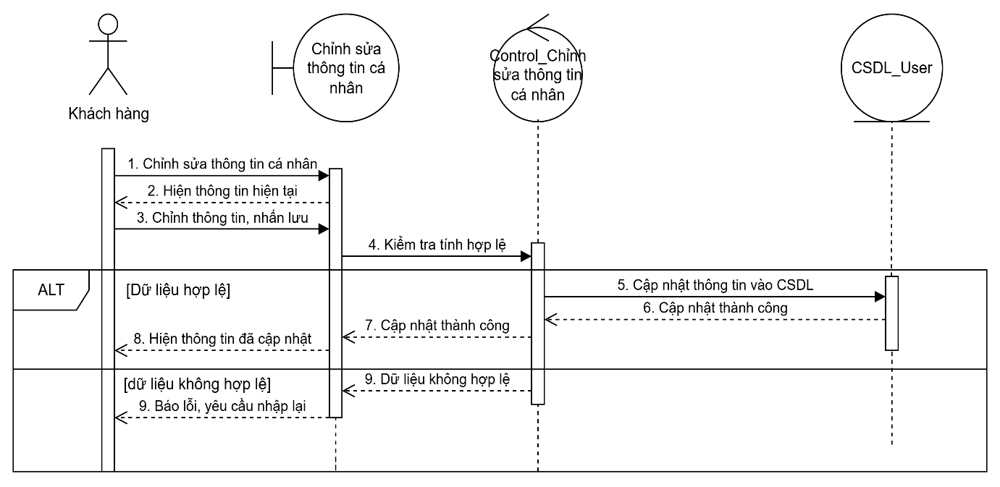 Chỉnh sửa
thông tin cá
nhân
Control_Chỉnh
sửa thông tin
cá nhân
CSDL_User
Khách hàng
1. Chỉnh sửa thông tin cá nhân
2. Hiện thông tin hiện tại
3. Chỉnh thông tin, nhấn lưu
4. Kiểm tra tính hợp lệ
ALT
[Dữ liệu hợp lệ]
5. Cập nhật thông tin vào CSDL
6. Cập nhật thành công
7. Cập nhật thành công
8. Hiện thông tin đã cập nhật
[dữ liệu không hợp lệ]
9. Dữ liệu không hợp lệ
9. Báo lỗi, yêu cầu nhập lại